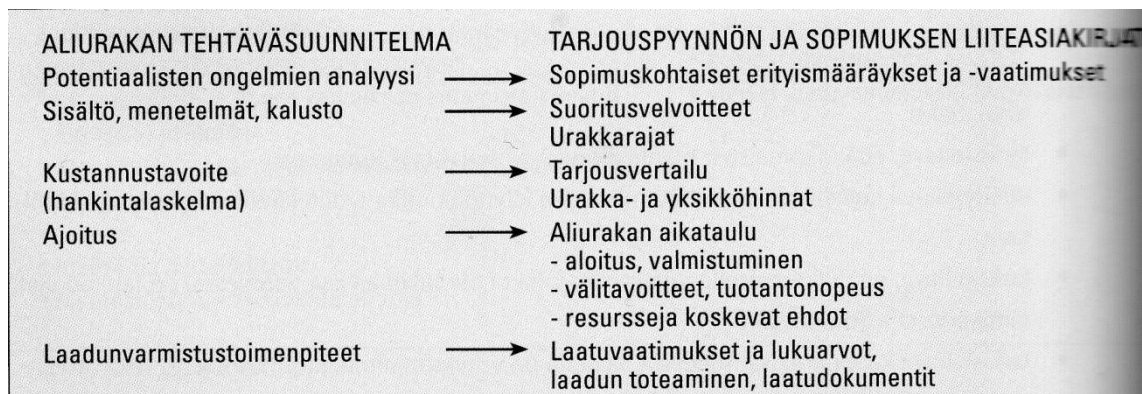 ALIURAKAN TEHTÄVÄSUUNNITELMA
TARJOUSPYYNNÖN JA SOPIMUKSEN LIITEASIAKIRJAT
Potentiaalisten ongelmien analyysi
Sopimuskohtaiset erityismääräykset ja -vaatimukset
Sisältö, menetelmät, kalusto
Suoritusvelvoitteet
Urakkarajat
Kustannustavoite
(hankintalaskelma)
Tarjousvertailu
Urakka- ja yksikköhinnat
Ajoitus
Aliurakan aikataulu
- aloitus, valmistuminen
- välitavoitteet, tuotantonopeus
- resursseja koskevat ehdot
Laadunvarmistustoimenpiteet
Laatuvaatimukset ja lukuarvot,
laadun toteaminen, laatudokumentit